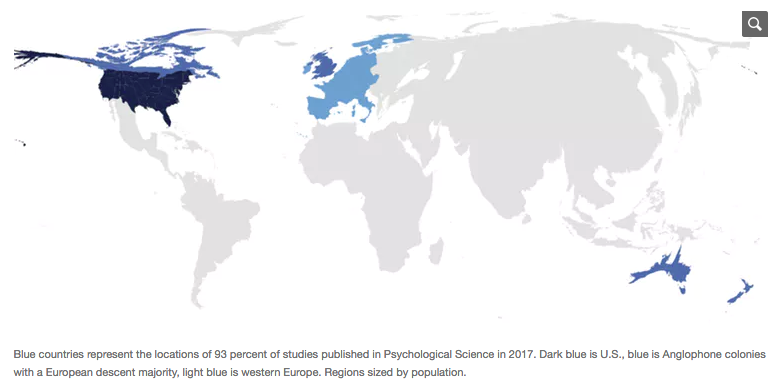 Blue countries represent the locations of 93 percent of studies published in Psychological Science in 2017. Dark blue is U.S., blue is Anglophone colonies
with a European descent majority, light blue is western Europe. Regions sized by population.